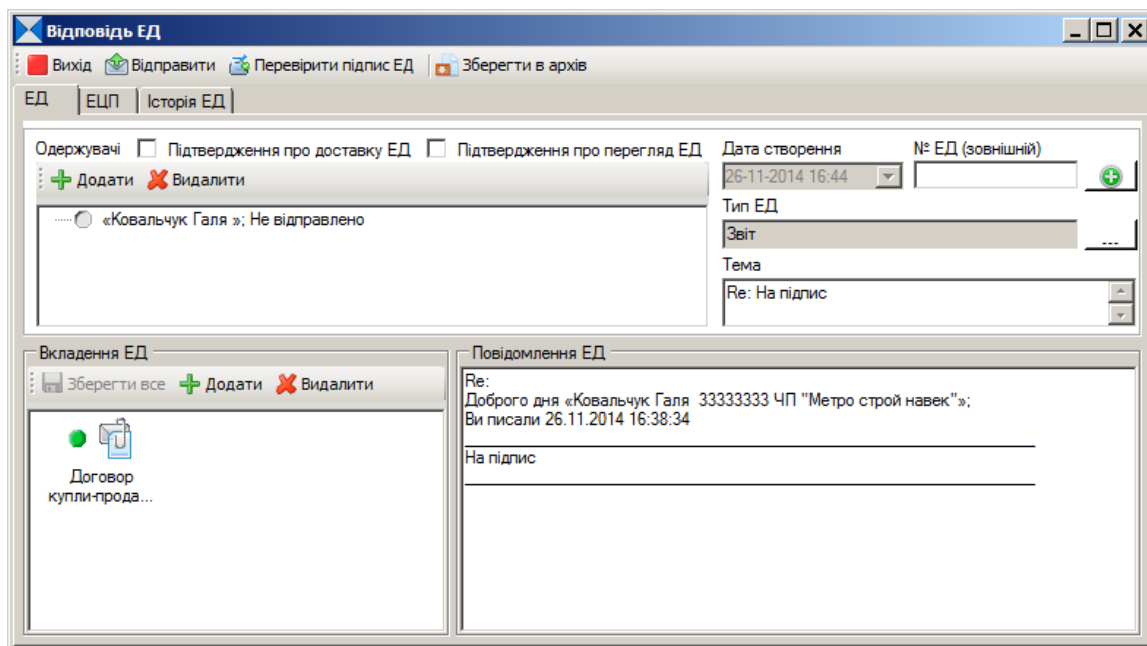 Відповідь ЕД
Вихід Відправити Перевірити підпис ЕД Зберегти в архів
ЕД ЕЦП Історія ЕД
Одержувачі Підтвердження про доставку ЕД Підтвердження про перегляд ЕД
Додати Видалити
«Ковальчук Галя »; Не відправлено
Дата створення № ЕД (зовнішній)
26-11-2014 16:44
Тип ЕД
Звіт
...
Тема
Re: На підпис
Вкладення ЕД
Зберегти все Додати Видалити
Договор
купли-прода...
Повідомлення ЕД
Re:
Доброго дня «Ковальчук Галя 33333333 ЧП "Метро строй навек"»;
Ви писали 26.11.2014 16:38:34
На підпис